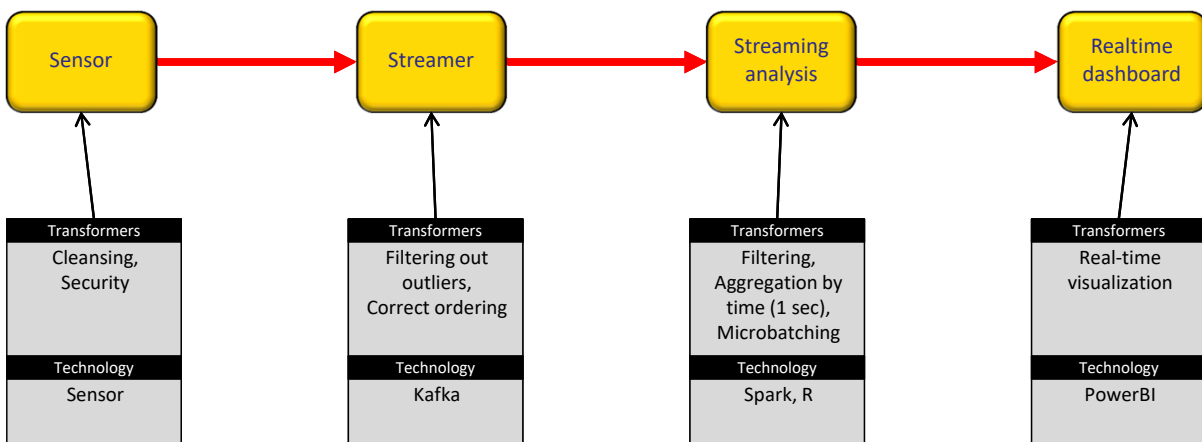 Sensor
Streamer
Streaming
analysis
Realtime
dashboard
Transformers
Cleansing,
Security
Technology
Sensor
Transformers
Filtering out
outliers,
Correct ordering
Technology
Kafka
Transformers
Filtering,
Aggregation by
time (1 sec),
Microbatching
Technology
Spark, R
Transformers
Real-time
visualization
Technology
PowerBI